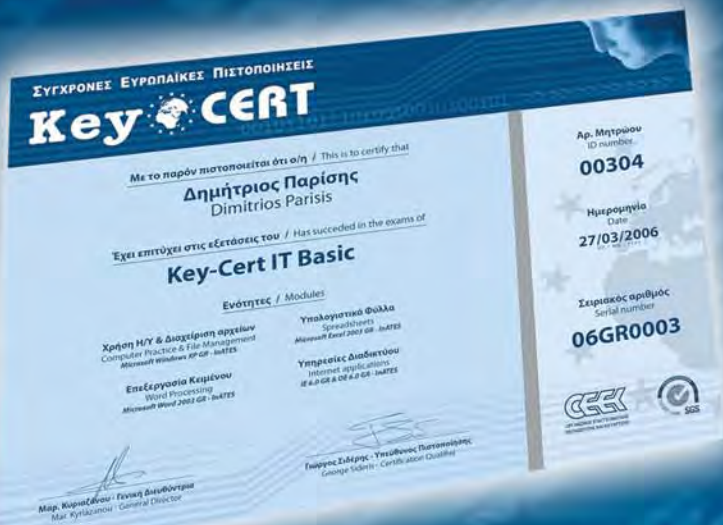 ΣΥΓΧΡΟΝΕΣ ΕΥΡΩΠΑΪΚΕΣ ΠΙΣΤΟΠΟΙΗΣΕΙΣ
Key CERT
Με το παρόν πιστοποιείται ότι ο/η / This is to certify that
Δημήτριος Παρίσης
Dimitrios Parisis
Έχει επιτύχει στις εξετάσεις του / Has succeded in the exams of
Key-Cert IT Basic
Ενότητες / Modules
Χρήση Η/Υ & Διαχείριση αρχείων
Computer Practice & File Management
Microsoft Windows XP GR - InATES
Επεξεργασία Κειμένου
Word Processing
Microsoft Word 2003 GR - InATES
Υπολογιστικά Φύλλα
Spreadsheets
Microsoft Excel 2003 GR - InATES
Υπηρεσίες Διαδικτύου
Internet applications
IE 6.0 GR & OE 6.0 GR - InATES
Μαρ. Κυριαζάνου - Γενική Διευθύντρια
Mar. Kyriazanou - General Director
Γιώργος Σιδέρης - Υπεύθυνος Πιστοποίησης
George Sideris - Certification Qualifier
Αρ. Μητρώου
ID number
00304
Ημερομηνία
Date
27/03/2006
Σειριακός αριθμός
Serial number
06GR0003
SGS